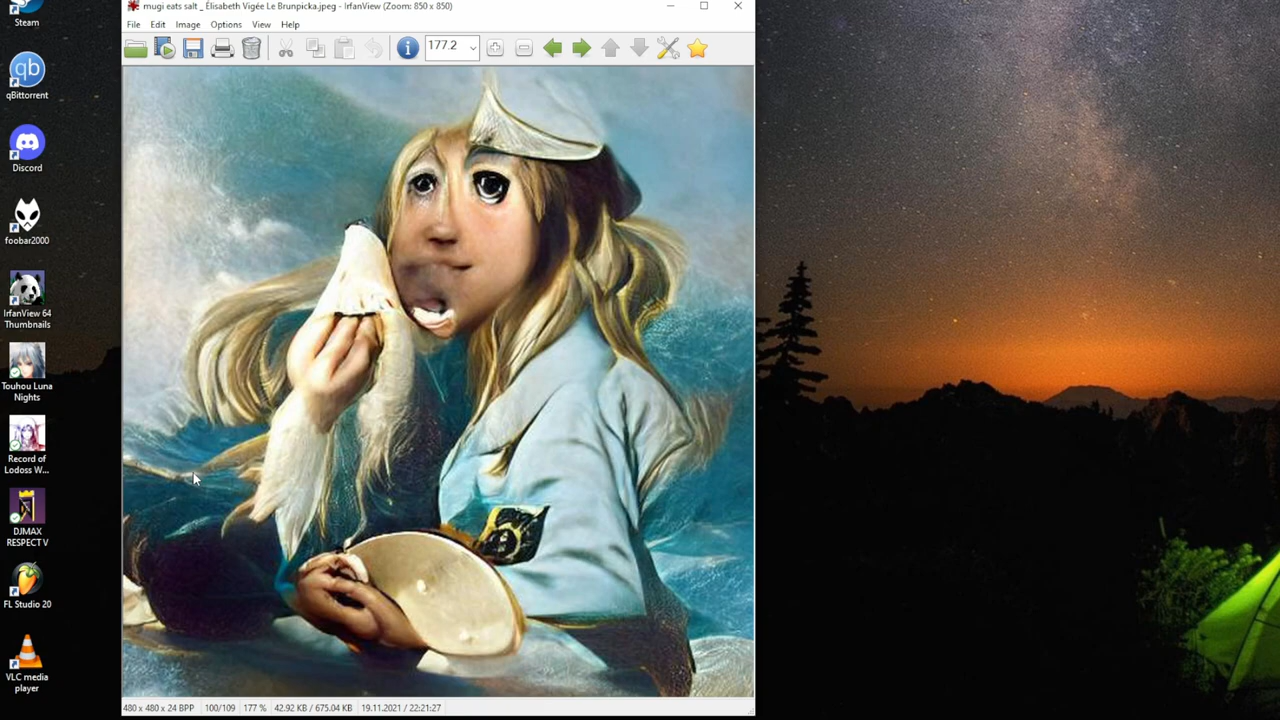 Steam
mugi eats salt _ Élisabeth Vigée Le Brunpicka.jpeg - IrfanView (Zoom: 850 x 850)
File Edit Image Options View Help
177.2
qBittorrent
Discord
foobar2000
IrfanView 64
Thumbnails
Touhou Luna
Nights
Record of
Lodoss W...
DJMAX
RESPECT V
FL Studio 20
VLC media
player
480 x 480 x 24 BPP 100/109 177 % 42.92 KB / 675.04 KB 19.11.2021 / 22:21:27